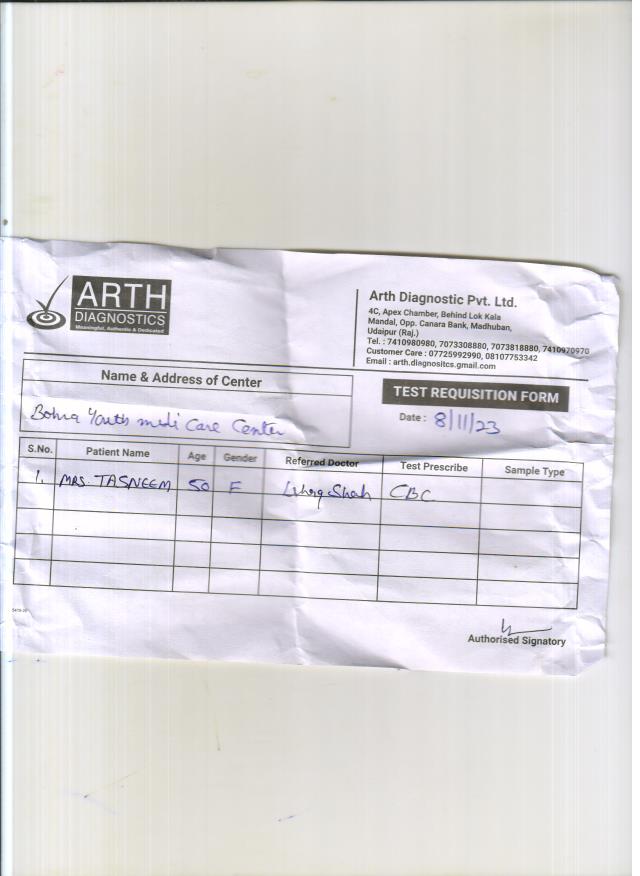 ARTH
DIAGNOSTICS
Meaningful, Authentic & Dedicated
Arth Diagnostic Pvt. Ltd.
4C, Apex Chamber, Behind Lok Kala
Mandal, Opp. Canara Bank, Madhuban,
Udaipur (Raj.)
Tel. : 7410980980, 7073308880, 7073818880, 7410970970
Customer Care : 07725992990, 08107753342
Email : arth.diagnositcs.gmail.com
Name & Address of Center
Bohra Youth medi Care Center
TEST REQUISITION FORM
Date : 8/11/23
S.No. Patient Name Age Gender Referred Doctor Test Prescribe Sample Type
1. MRS. TASNEEM 50 F Shah CBC
Authorised Signatory